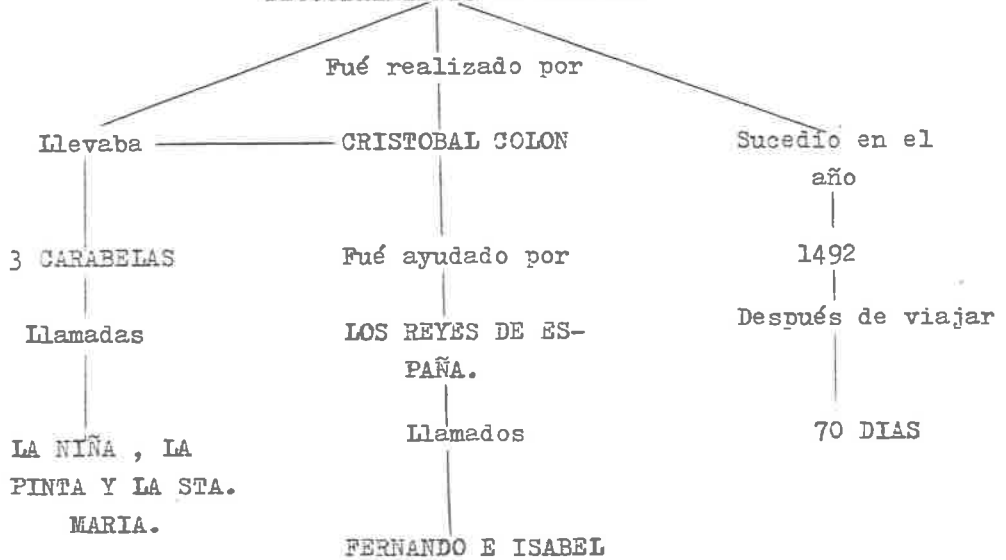 Fué realizado por
Llevaba
CRISTOBAL COLON
Sucedio en el
año
3 CARABELAS
Fué ayudado por
1492
Llamadas
LOS REYES DE ES-
PAÑA.
Después de viajar
Llamados
70 DIAS
LA NIÑA , LA
PINTA Y LA STA.
MARIA.
FERNANDO E ISABEL